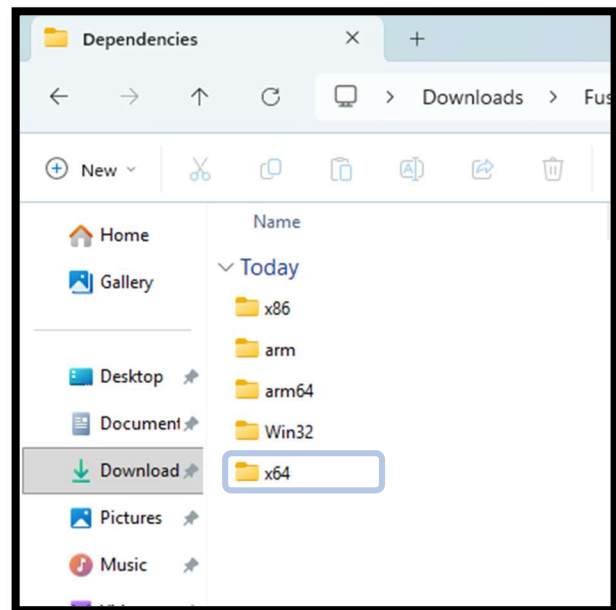 Dependencies
Downloads > Fus
New
Name
Home
Today
Gallery
x86
arm
Desktop
arm64
Document
Win32
Download
x64
Pictures
Music